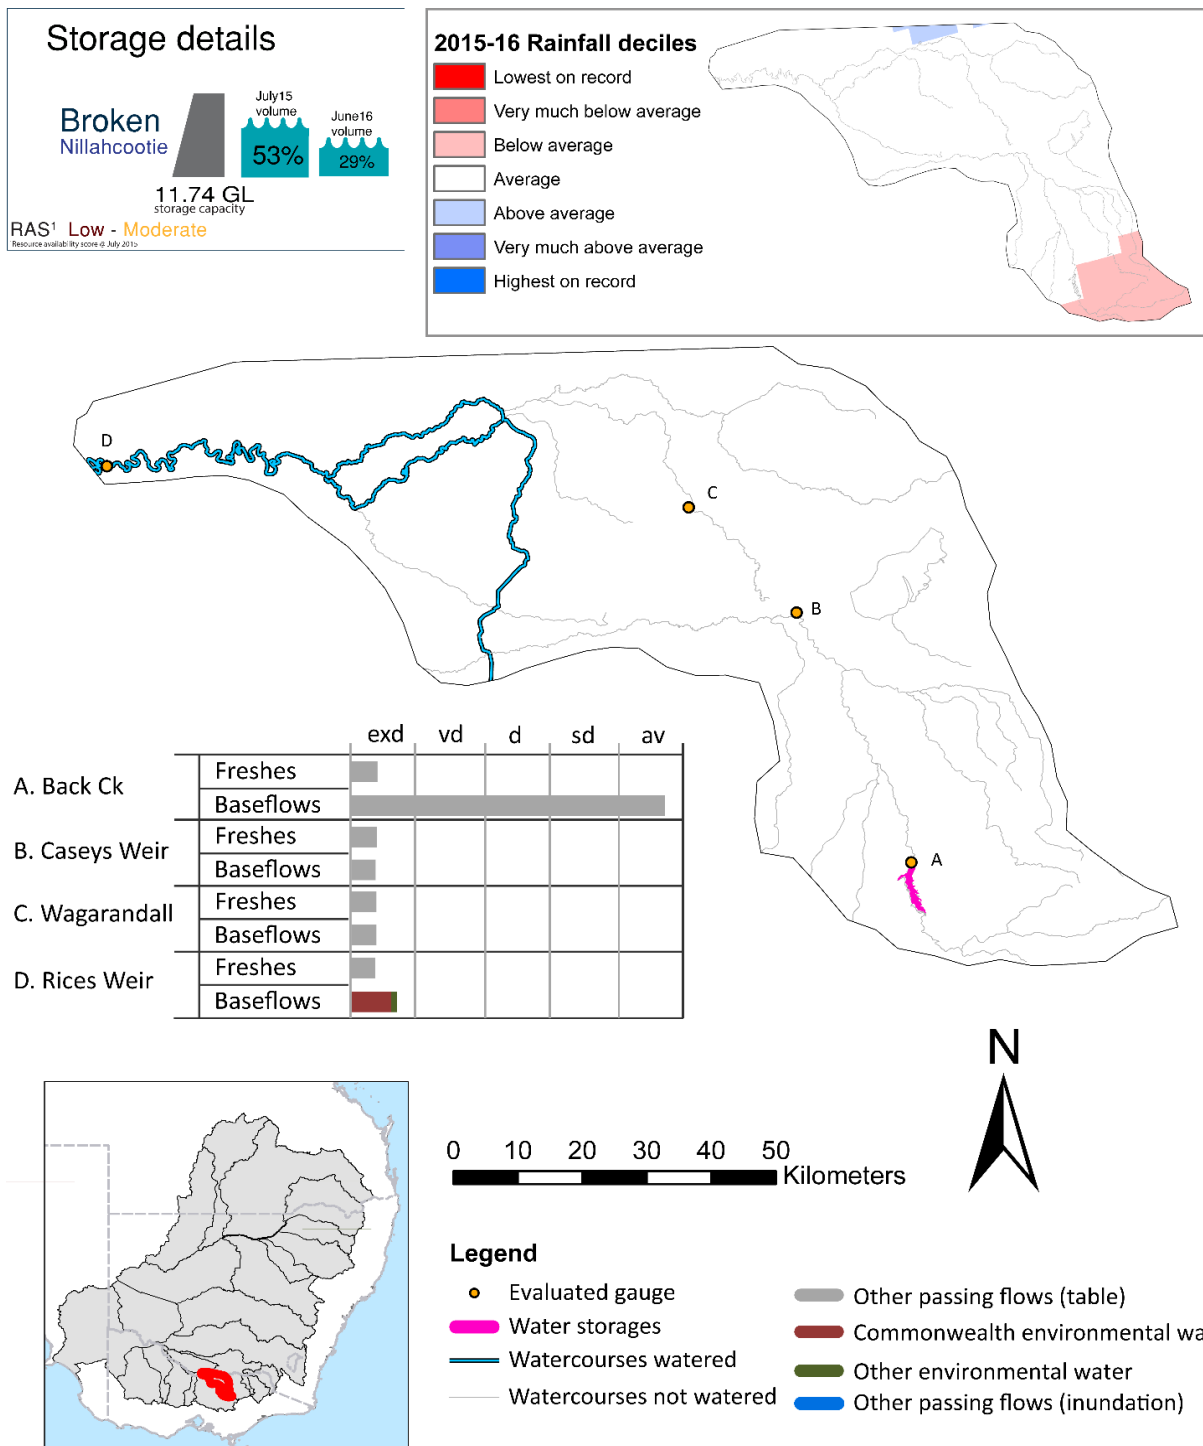 Storage details
Broken
Nillahcootie
July15
volume
53%
June16
volume
29%
11.74 GL
storage capacity
RAS¹ Low - Moderate
Resource availability score @ July 2015
2015-16 Rainfall deciles
Lowest on record
Very much below average
Below average
Average
Above average
Very much above average
Highest on record
D
C
B
A
exd vd d sd av
A. Back Ck
Freshes
Baseflows
B. Caseys Weir
Freshes
Baseflows
C. Wagarandall
Freshes
Baseflows
D. Rices Weir
Freshes
Baseflows
N
0 10 20 30 40 50
Kilometers
Legend
Evaluated gauge
Water storages
Watercourses watered
Watercourses not watered
Other passing flows (table)
Commonwealth environmental wa
Other environmental water
Other passing flows (inundation)